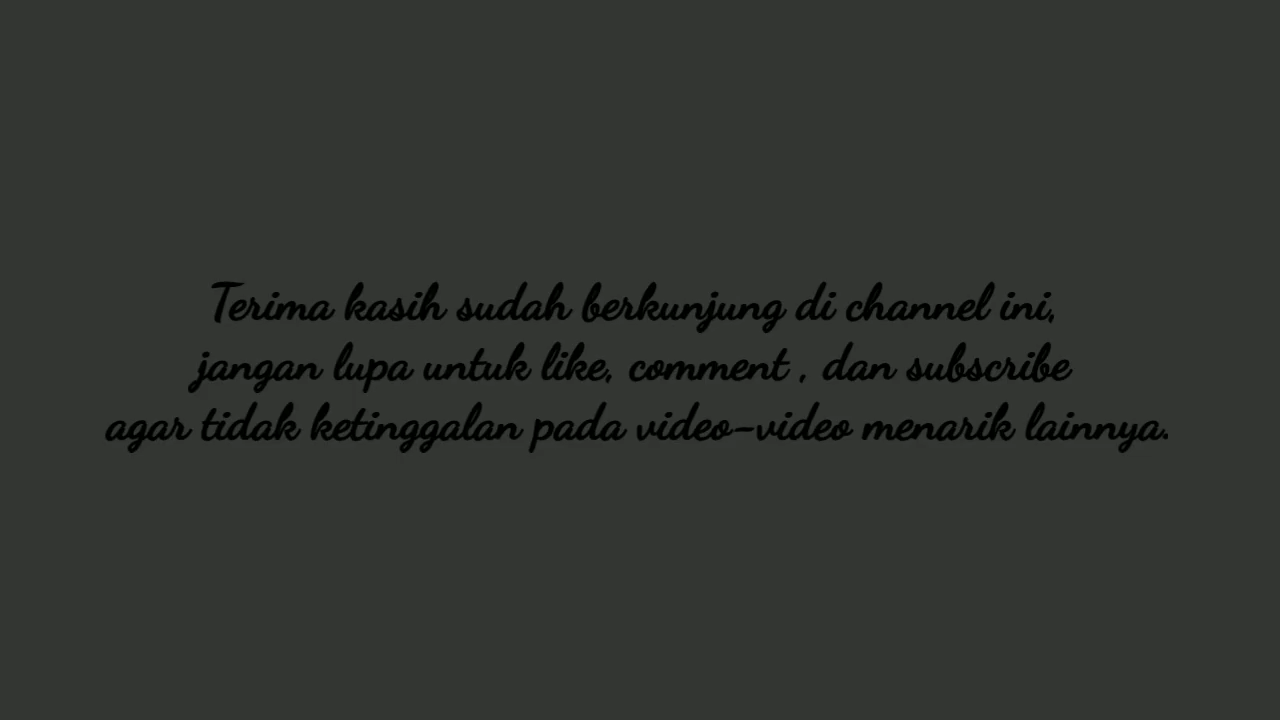 Terima kasih sudah berkunjung di channel ini,
jangan lupa untuk like, comment , dan subscribe
agar tidak ketinggalan pada video-video menarik lainnya.